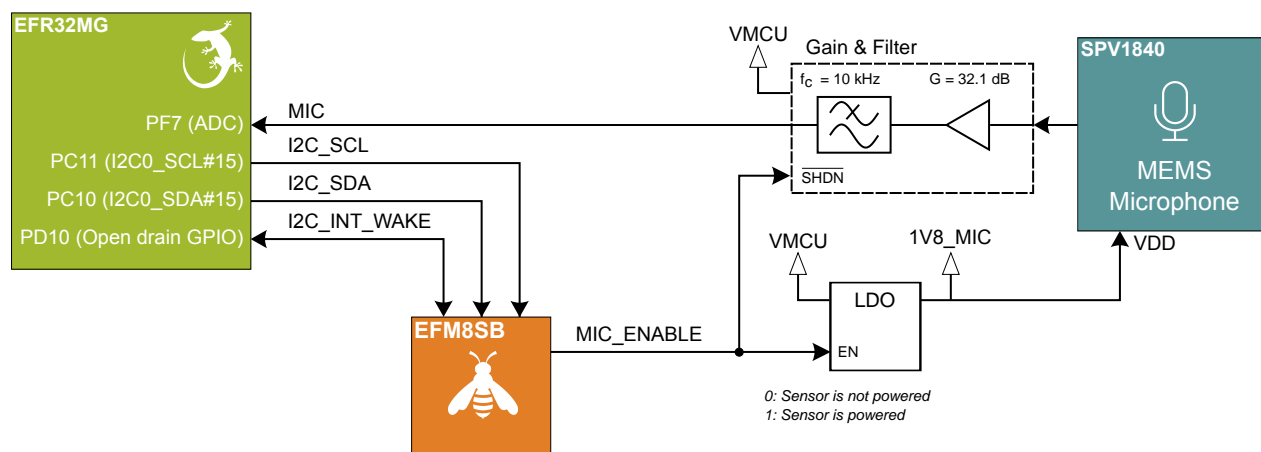 EFR32MG
PF7 (ADC)
PC11 (I2C0_SCL#15)
PC10 (I2C0_SDA#15)
PD10 (Open drain GPIO)
MIC
I2C_SCL
I2C_SDA
I2C_INT_WAKE
VMCU
Gain & Filter
fc = 10 kHz
G = 32.1 dB
SHDN
SPV1840
MEMS
Microphone
VDD
VMCU
1V8_MIC
LDO
EN
EFM8SB
MIC_ENABLE
0: Sensor is not powered
1: Sensor is powered